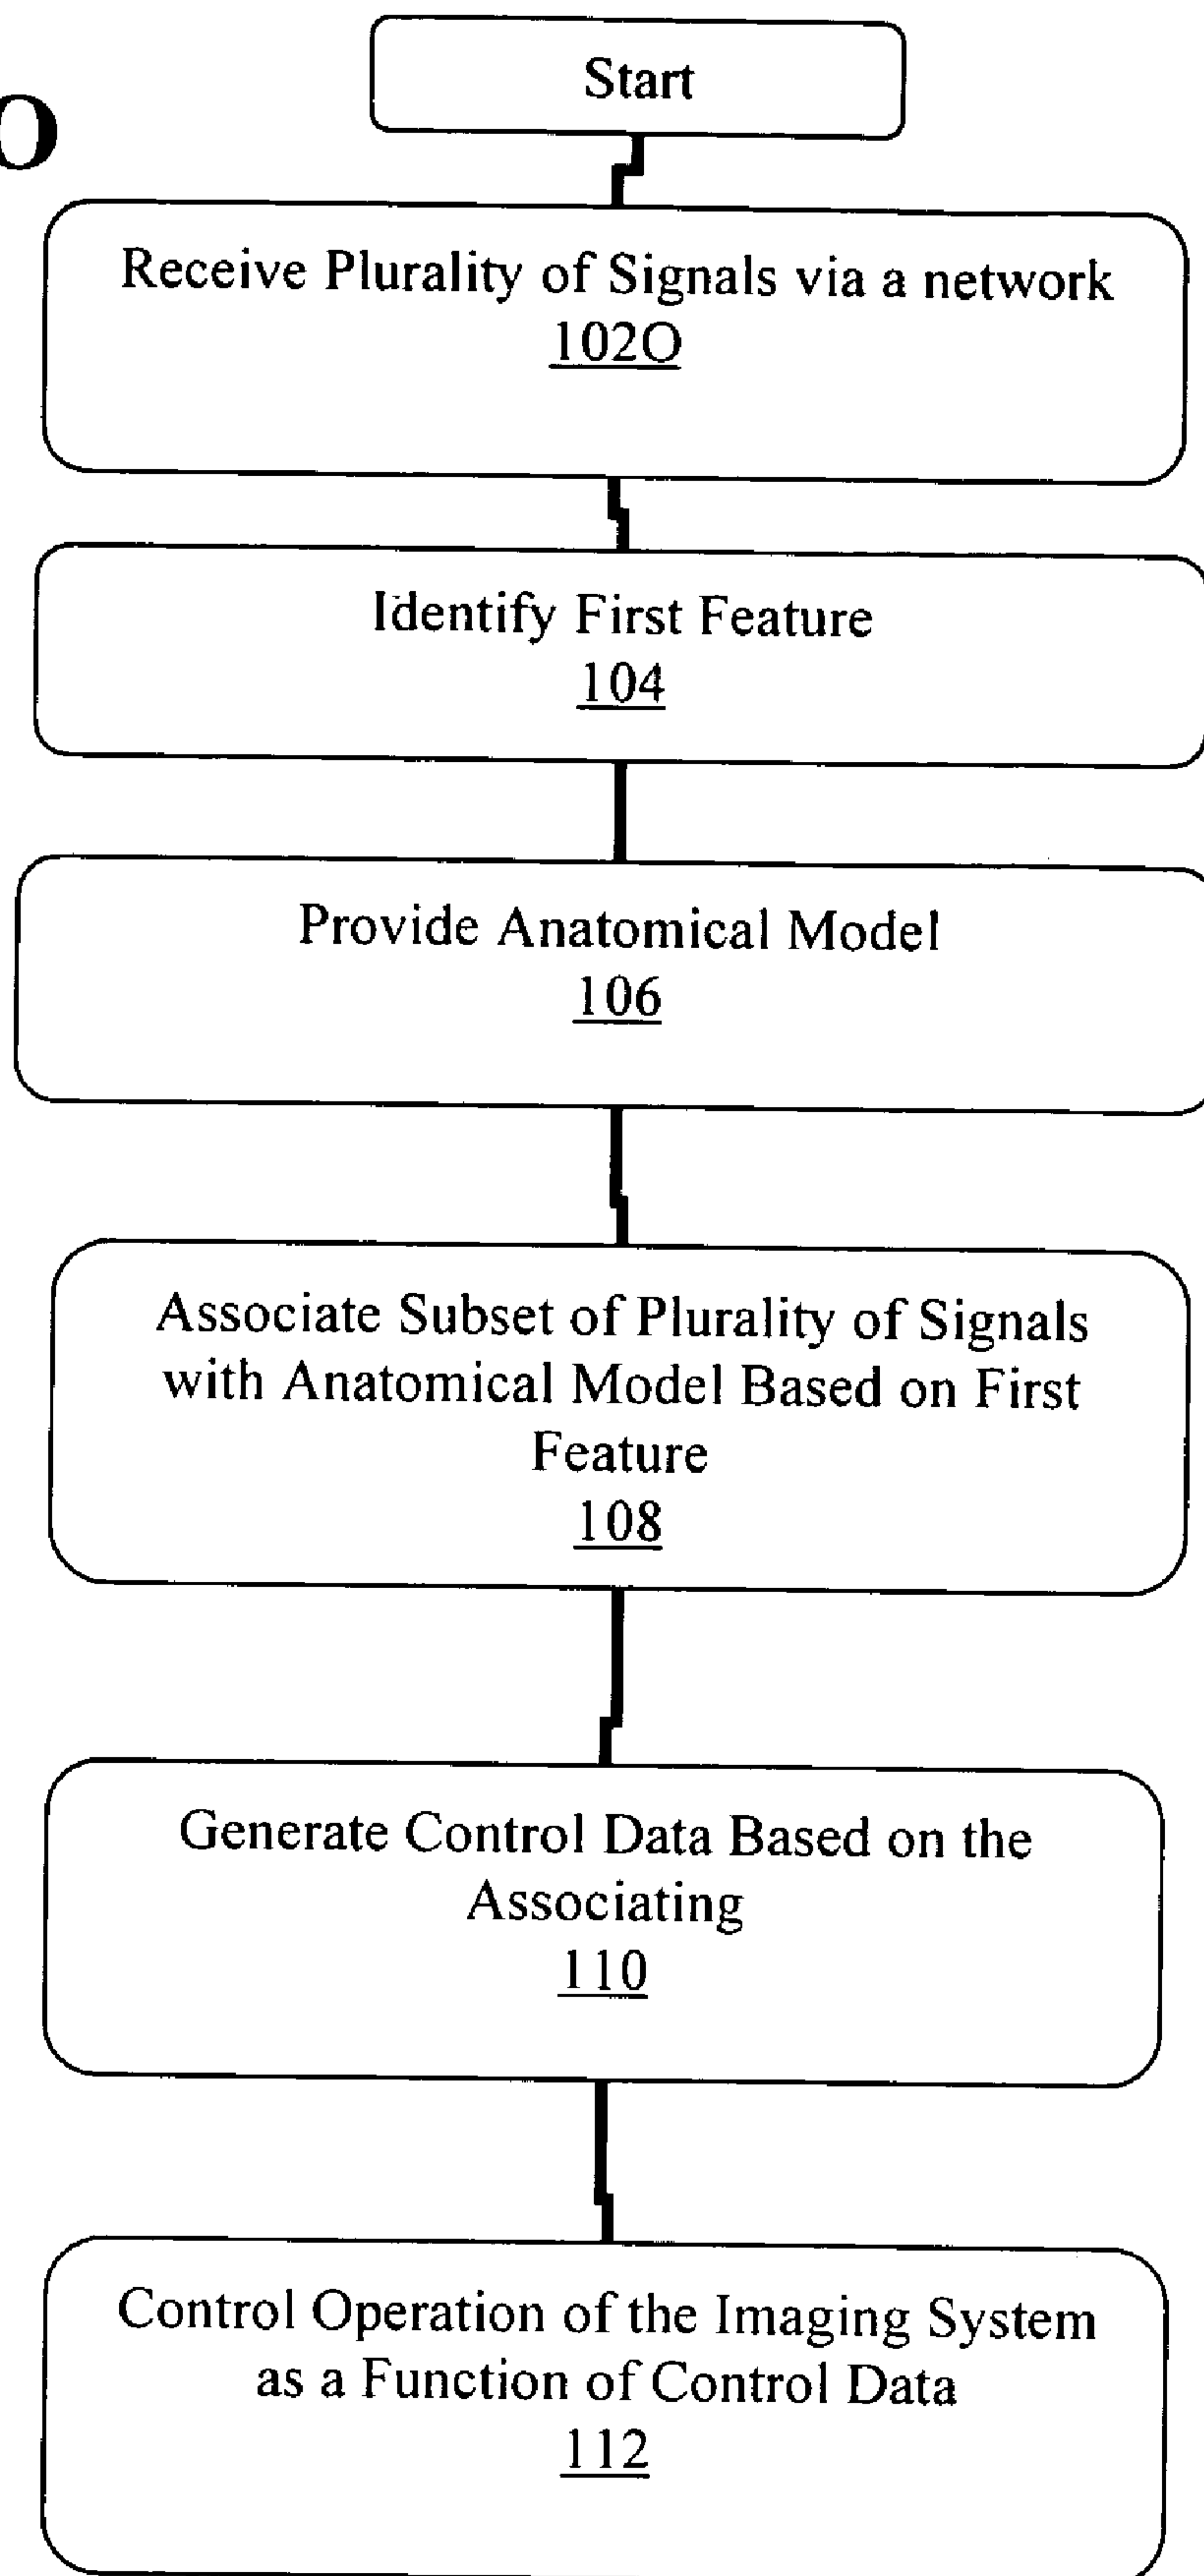 Start
O
Receive Plurality of Signals via a network
102O
Identify First Feature
104
Provide Anatomical Model
106
Associate Subset of Plurality of Signals
with Anatomical Model Based on First
Feature
108
Generate Control Data Based on the
Associating
110
Control Operation of the Imaging System
as a Function of Control Data
112